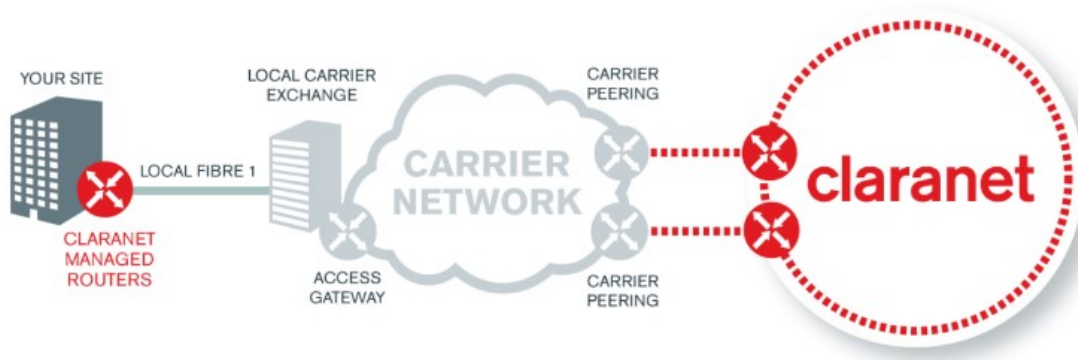 YOUR SITE
LOCAL CARRIER
EXCHANGE
CARRIER
PEERING
LOCAL FIBRE 1
CARRIER
NETWORK
claranet
CLARANET
MANAGED
ROUTERS
ACCESS
GATEWAY
CARRIER
PEERING